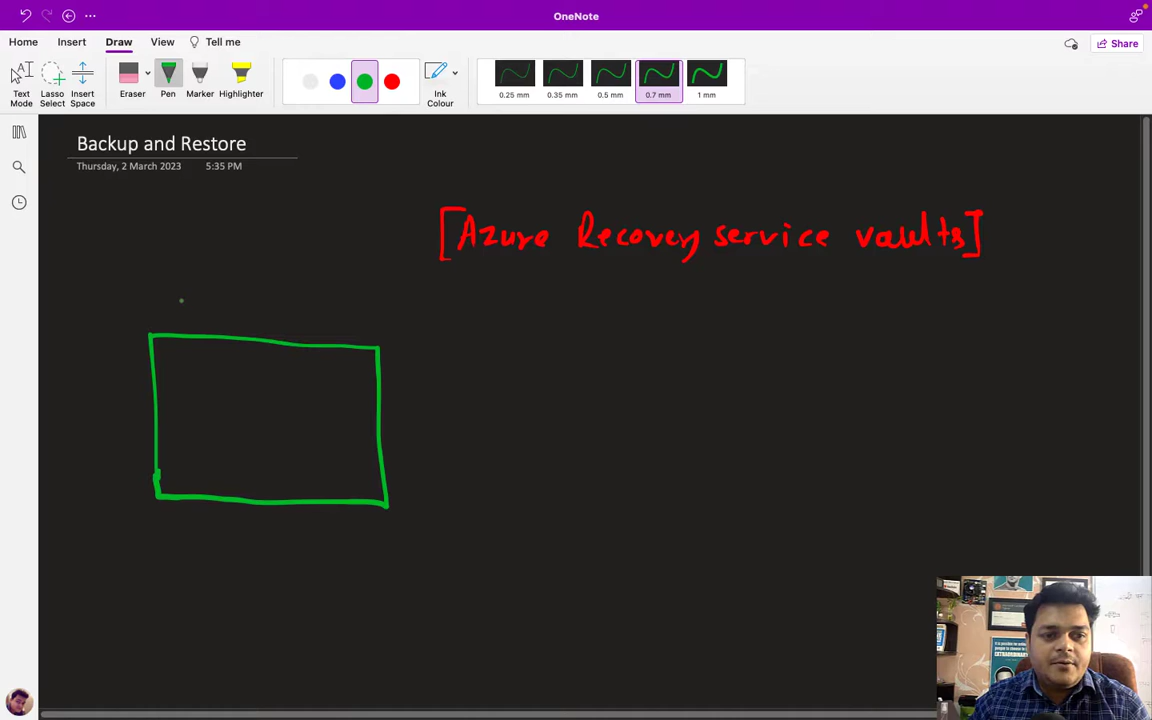 OneNote
Home Insert Draw View Tell me
Share
Text Mode
Lasso Select
Insert Space
Eraser
Pen
Marker
Highlighter
Ink Colour
0.25 mm
0.35 mm
0.5 mm
0.7 mm
1 mm
Backup and Restore
Thursday, 2 March 2023 5:35 PM
[Azure Recovery service vaults]
EXTRAORDINARY